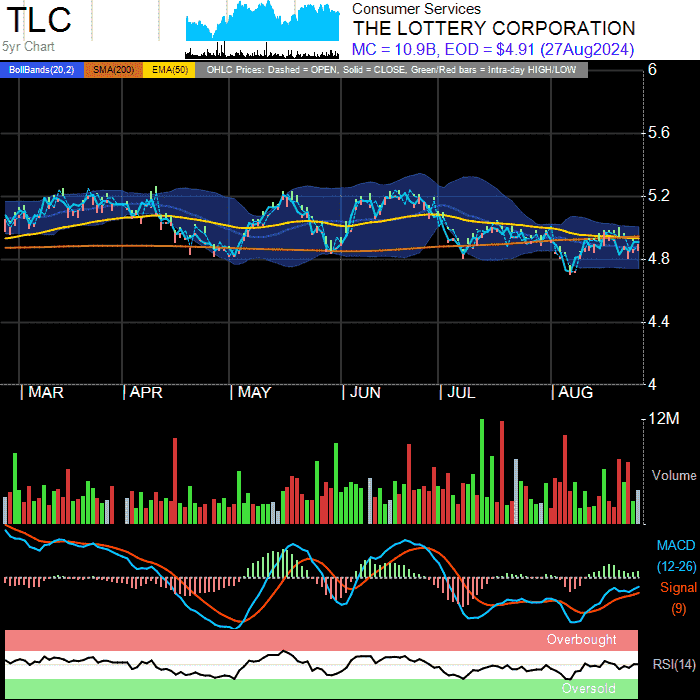 TLC
5yr Chart
Consumer Services
THE LOTTERY CORPORATION
MC = 10.9B, EOD = $4.91 (27Aug2024)
BollBands(20,2) SMA(200) EMA(50) OHLC Prices: Dashed = OPEN, Solid = CLOSE, Green/Red bars = Intra-day HIGH/LOW
6
5.6
5.2
4.8
4.4
4
| MAR | APR | MAY | JUN | JUL | AUG
12M
Volume
MACD
(12-26)
Signal
(9)
Overbought
RSI(14)
Oversold